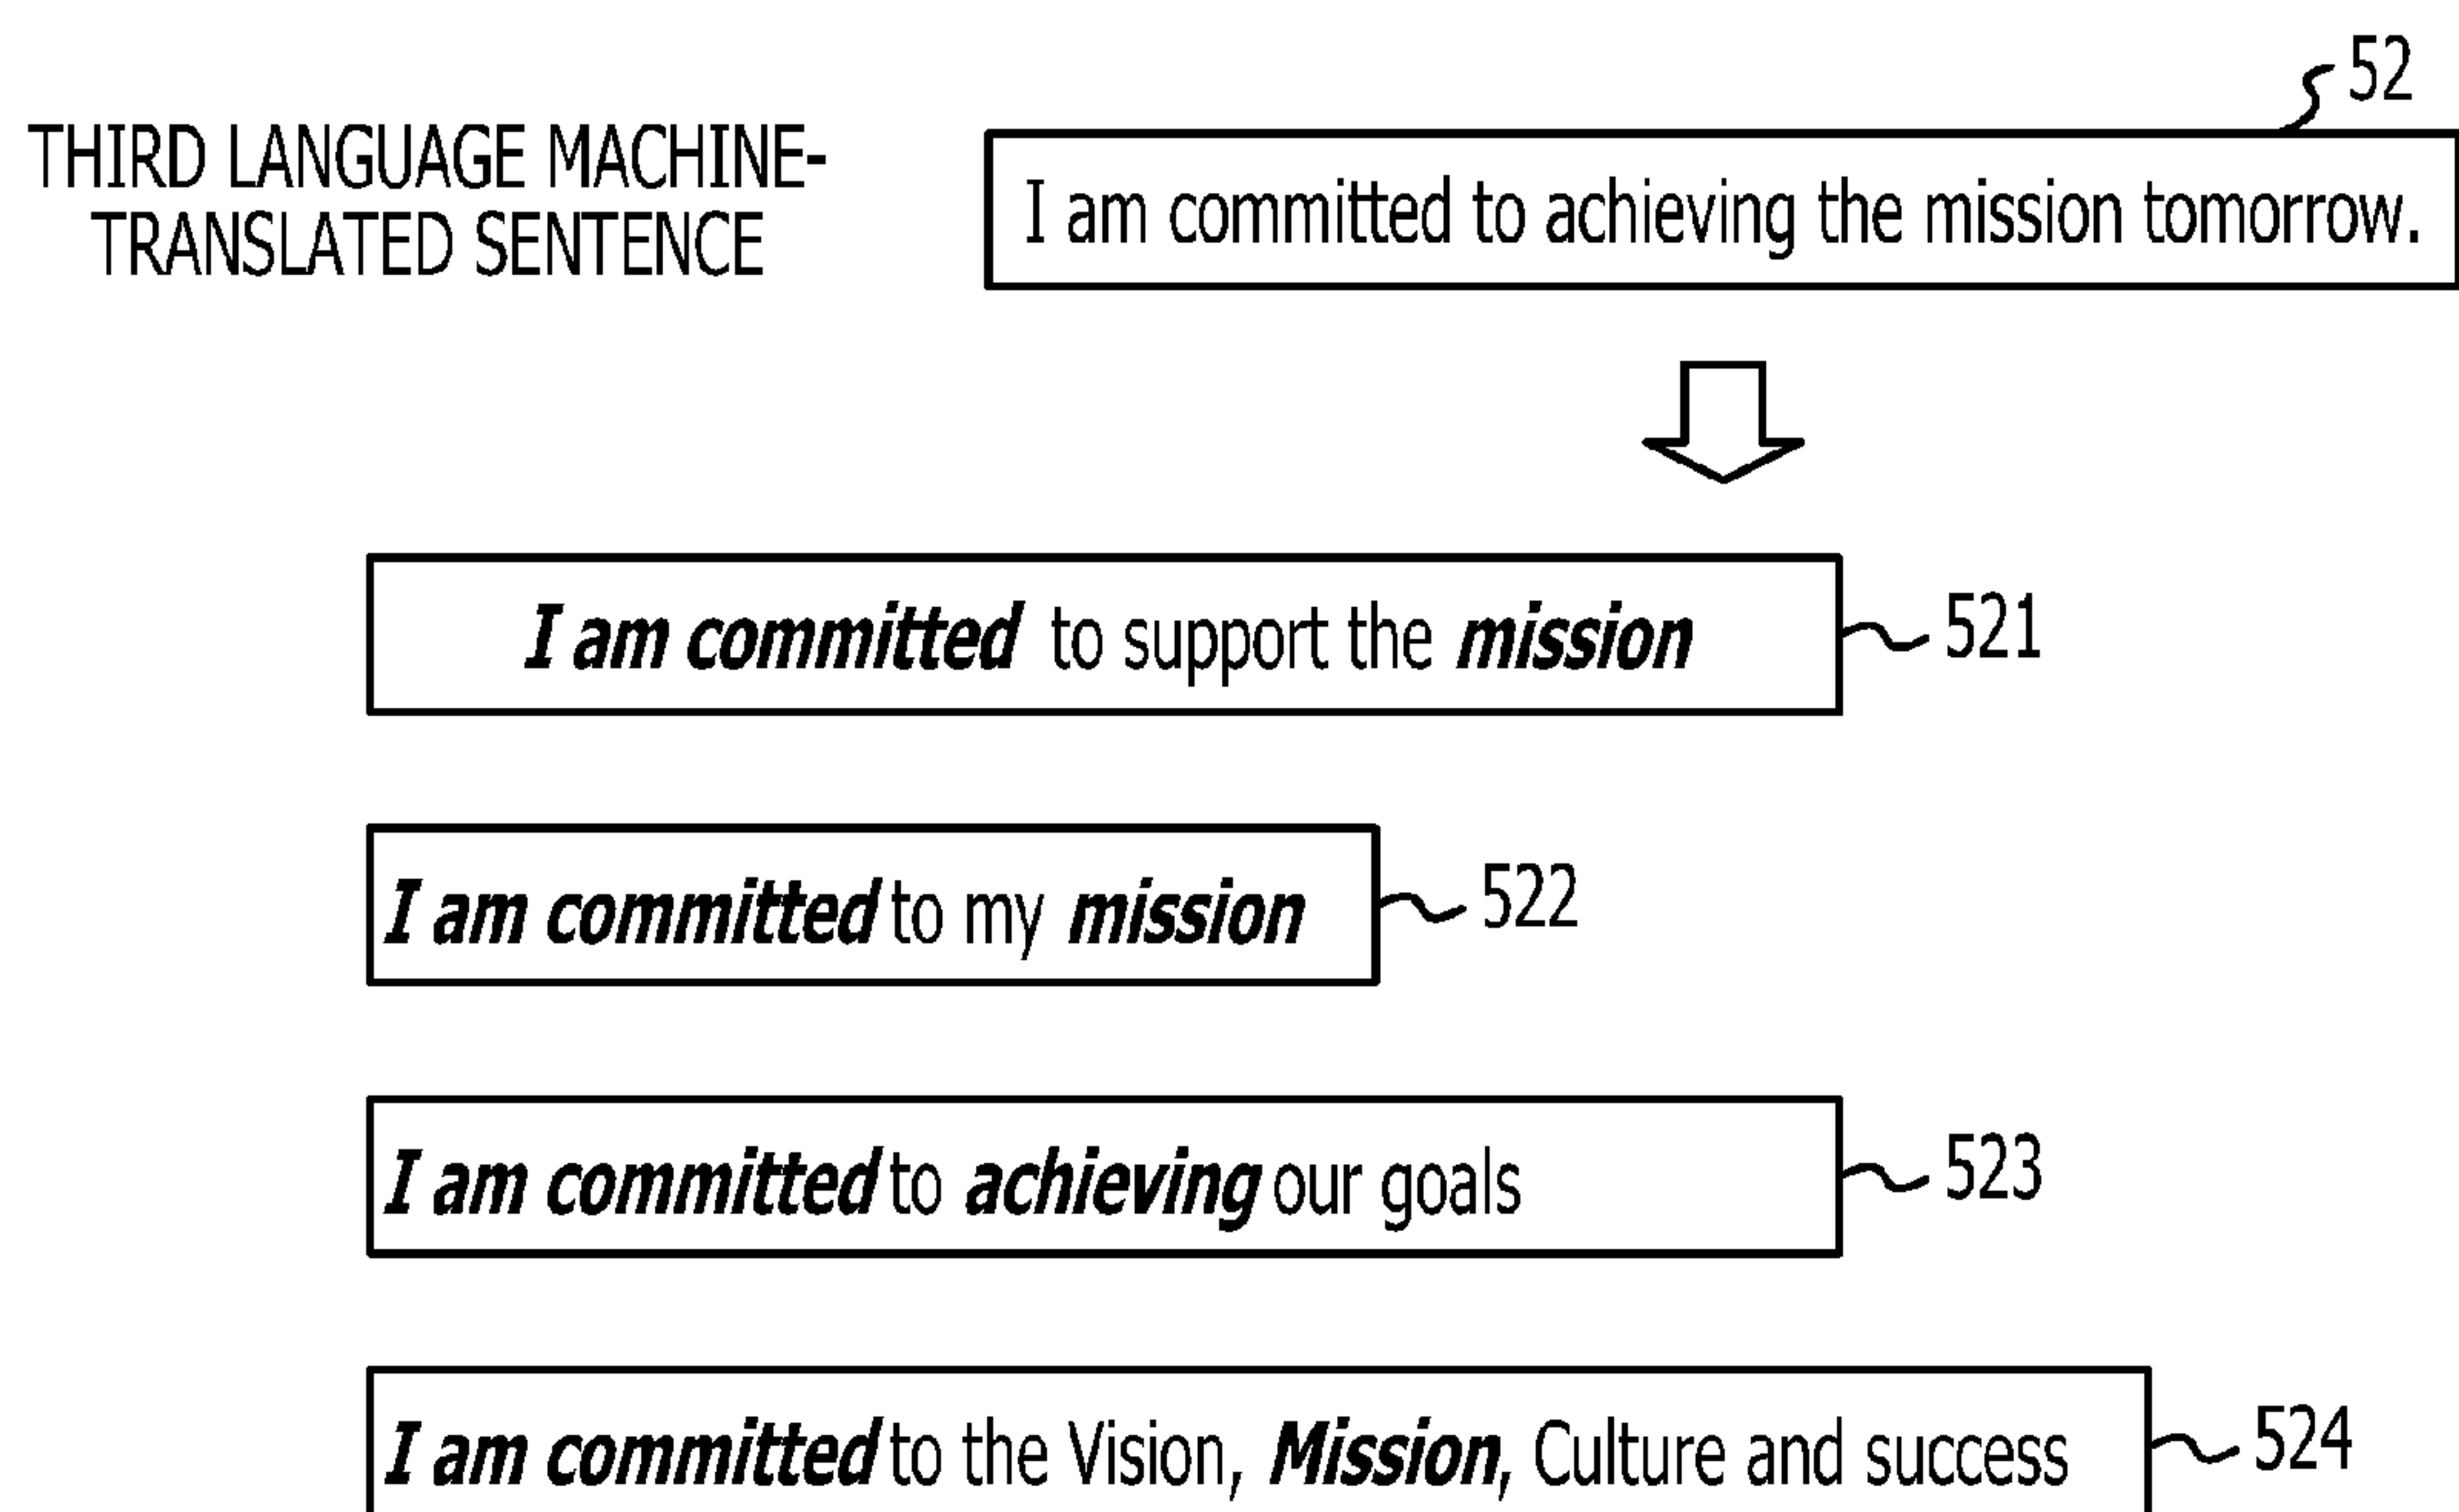 52
THIRD LANGUAGE MACHINE-
TRANSLATED SENTENCE
I am committed to achieving the mission tomorrow.
I am committed to support the mission
521
I am committed to my mission
522
I am committed to achieving our goals
523
I am committed to the Vision, Mission, Culture and success
524